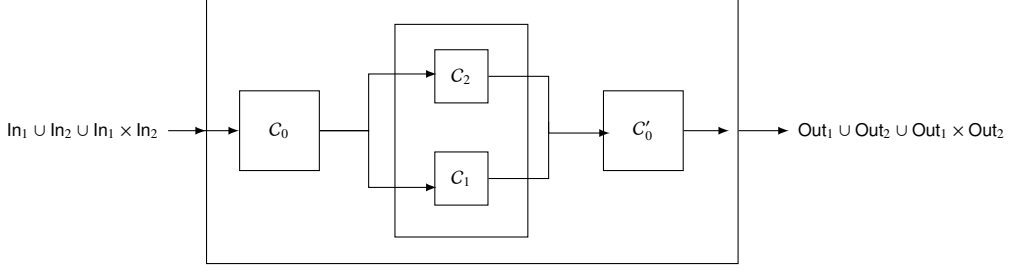 In₁ ∪ In₂ ∪ In₁ × In₂
C₀
C₂
C₁
C′₀
Out₁ ∪ Out₂ ∪ Out₁ × Out₂